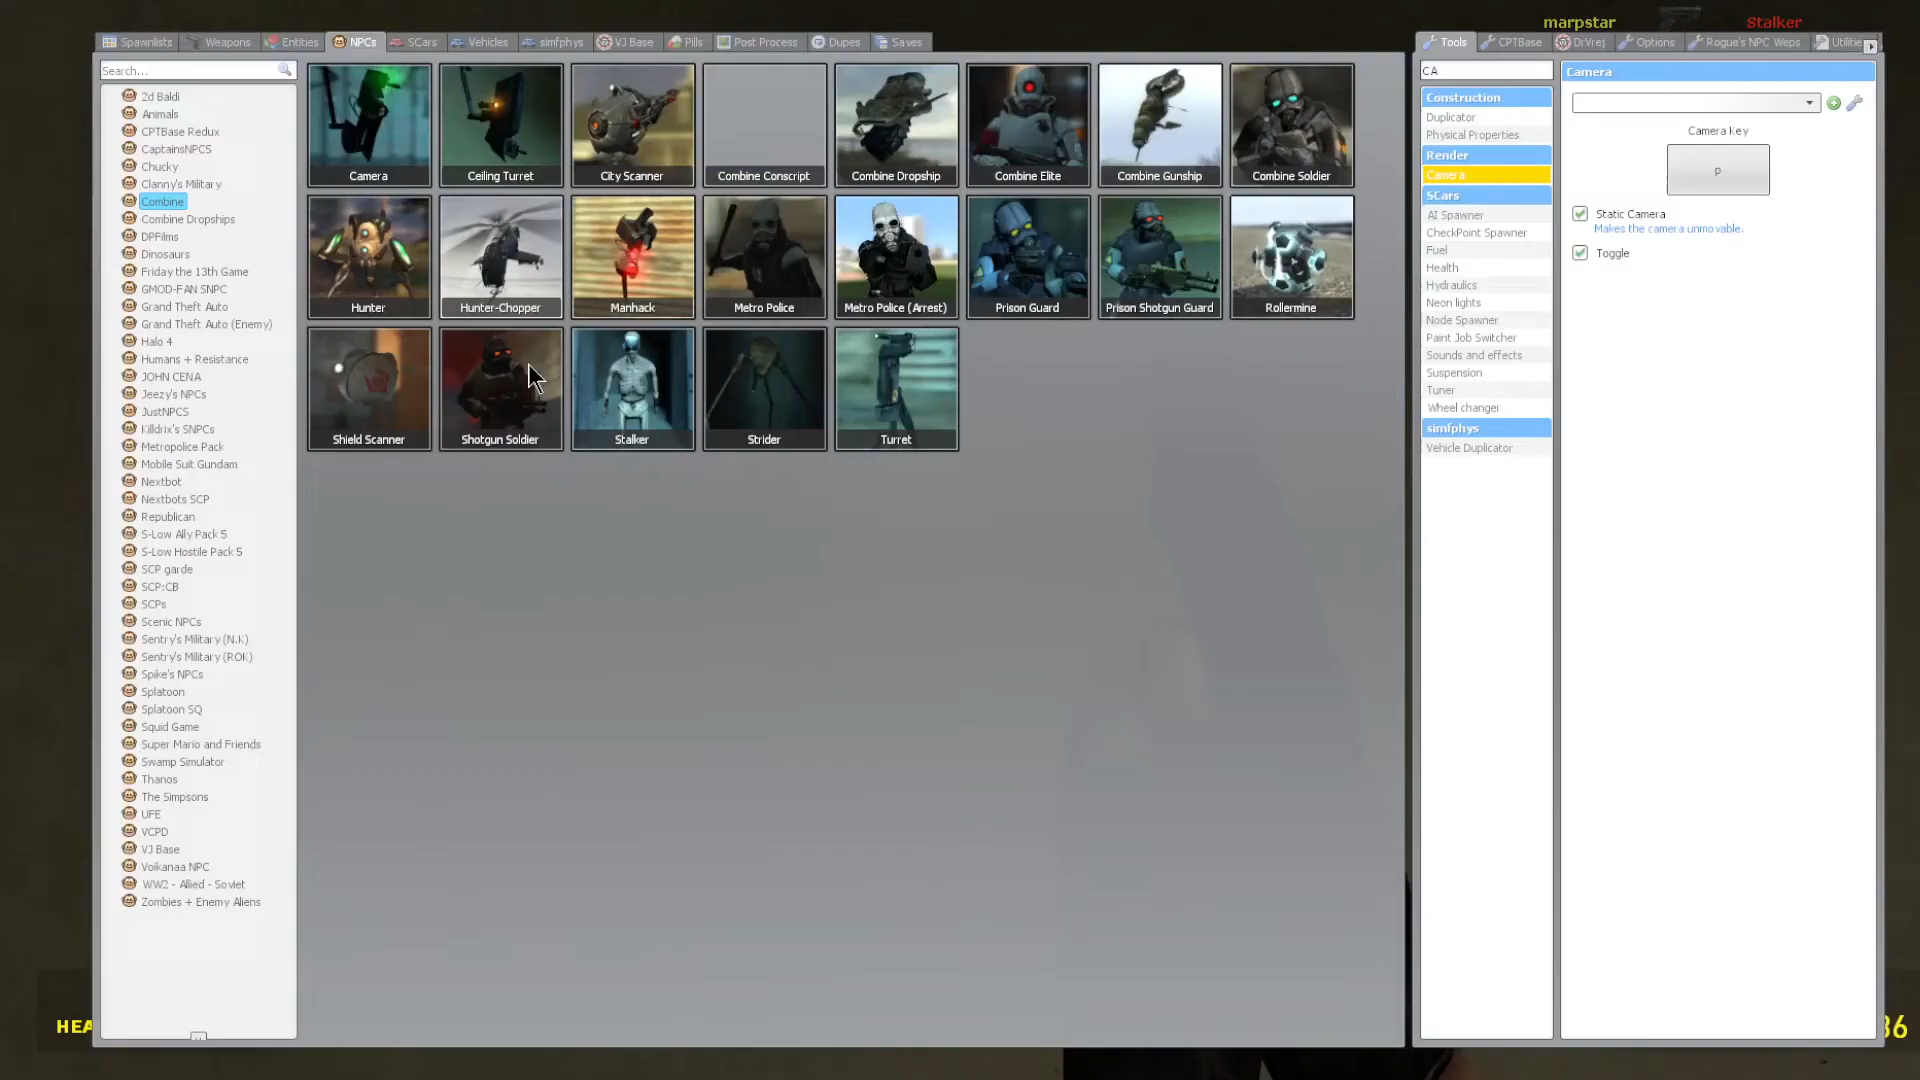 marpstar Stalker
Spawnlists Weapons Entities NPCs SCars Vehicles simfphys VJ Base Pills Post Process Dupes Saves
Tools CPTBase DrVrej Options Rogue's NPC Weps Utilitie
Search...
2d Baldi
Animals
CPTBase Redux
CaptainsNPCS
Chucky
Clanny's Military
Combine
Combine Dropships
DPFilms
Dinosaurs
Friday the 13th Game
GMOD-FAN SNPC
Grand Theft Auto
Grand Theft Auto (Enemy)
Halo 4
Humans + Resistance
JOHN CENA
Jeezy's NPCs
JustNPCS
Killdrix's SNPCs
Metropolice Pack
Mobile Suit Gundam
Nextbot
Nextbots SCP
Republican
S-Low Ally Pack 5
S-Low Hostile Pack 5
SCP garde
SCP:CB
SCPs
Scenic NPCs
Sentry's Military (N.K)
Sentry's Military (ROK)
Spike's NPCs
Splatoon
Splatoon SQ
Squid Game
Super Mario and Friends
Swamp Simulator
Thanos
The Simpsons
UFE
VCPD
VJ Base
Voikanaa NPC
WW2 - Allied - Soviet
Zombies + Enemy Aliens
Camera Ceiling Turret City Scanner Combine Conscript Combine Dropship Combine Elite Combine Gunship Combine Soldier
Hunter Hunter-Chopper Manhack Metro Police Metro Police (Arrest) Prison Guard Prison Shotgun Guard Rollermine
Shield Scanner Shotgun Soldier Stalker Strider Turret
CA
Construction
Duplicator
Physical Properties
Render
Camera
SCars
AI Spawner
CheckPoint Spawner
Fuel
Health
Hydraulics
Neon lights
Node Spawner
Paint Job Switcher
Sounds and effects
Suspension
Tuner
Wheel changer
simfphys
Vehicle Duplicator
Camera
Camera Key
P
Static Camera
Makes the camera unmovable.
Toggle
HEA
36